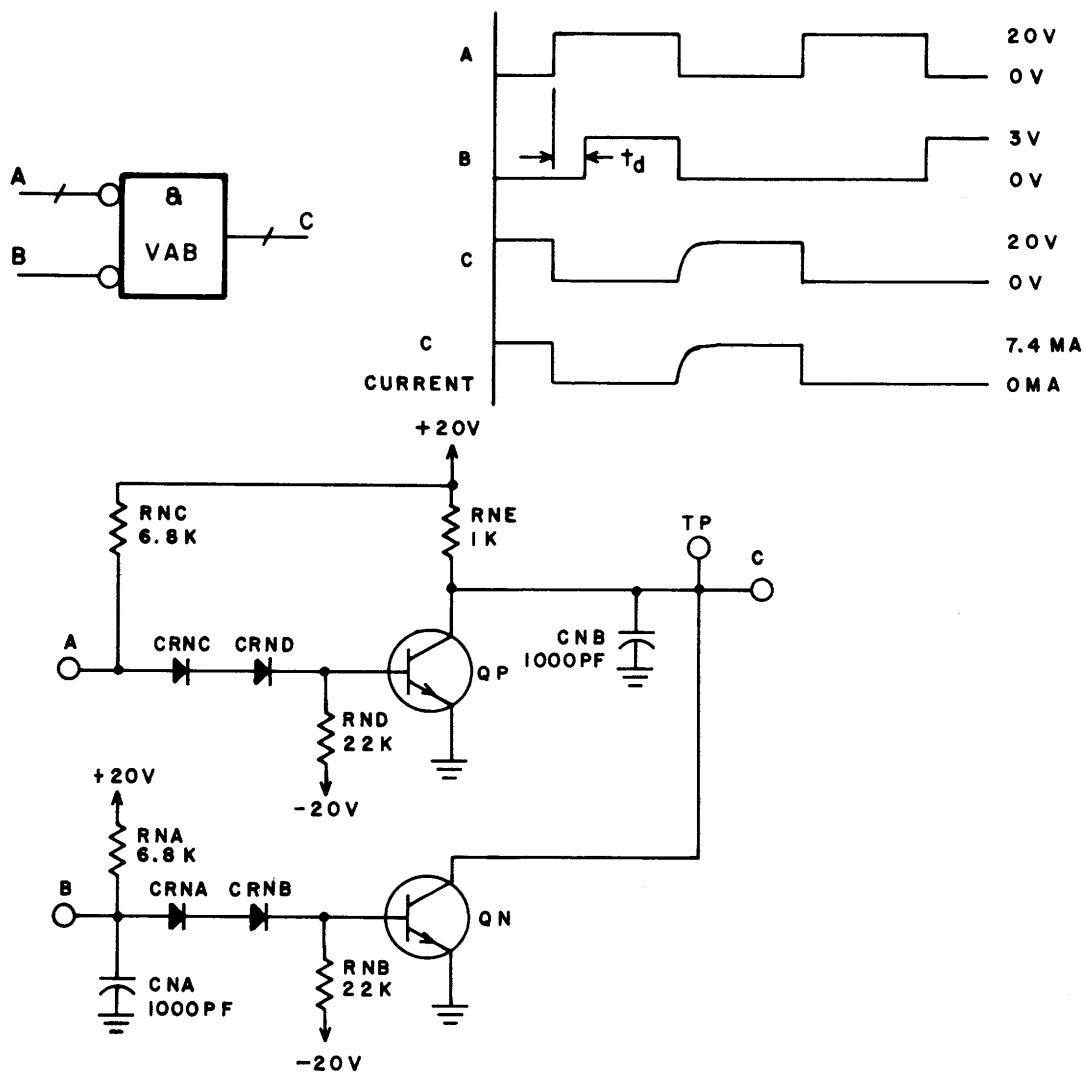 A
20V
0V
B
td
3V
0V
C
20V
0V
C
CURRENT
7.4 MA
0MA
A
B
&
VAB
C
+20V
RNC
6.8K
RNE
1K
TP
C
A
CRNC
CRND
QP
CNB
1000PF
RND
22K
-20V
+20V
RNA
6.8K
B
CRNA
CRNB
QN
CNA
1000PF
RNB
22K
-20V